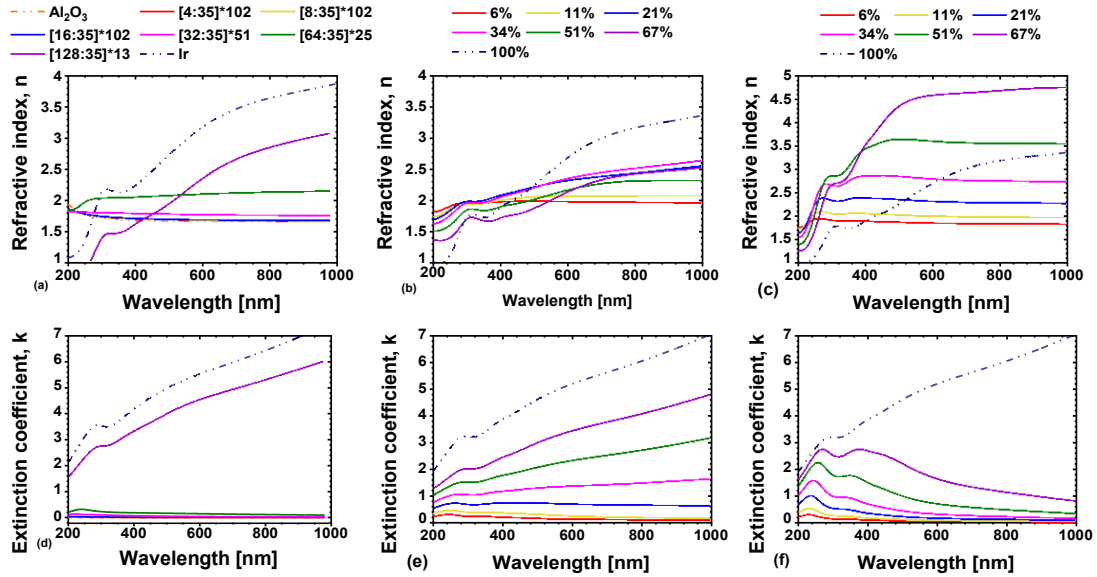 Al₂O₃ [4:35]*102 [8:35]*102
[16:35]*102 [32:35]*51 [64:35]*25
[128:35]*13 Ir
6% 11% 21%
34% 51% 67%
100%
6% 11% 21%
34% 51% 67%
100%
Refractive index, n
4
3.5
3
2.5
2
1.5
1
200 400 600 800 1000
(a)
Wavelength [nm]
Refractive index, n
4
3.5
3
2.5
2
1.5
1
200 400 600 800 1000
(b)
Wavelength [nm]
Refractive index, n
5
4.5
4
3.5
3
2.5
2
1.5
1
200 400 600 800 1000
(c)
Wavelength [nm]
Extinction coefficient, k
7
6
5
4
3
2
1
0
200 400 600 800 1000
(d)
Wavelength [nm]
Extinction coefficient, k
7
6
5
4
3
2
1
0
200 400 600 800 1000
(e)
Wavelength [nm]
Extinction coefficient, k
7
6
5
4
3
2
1
0
200 400 600 800 1000
(f)
Wavelength [nm]